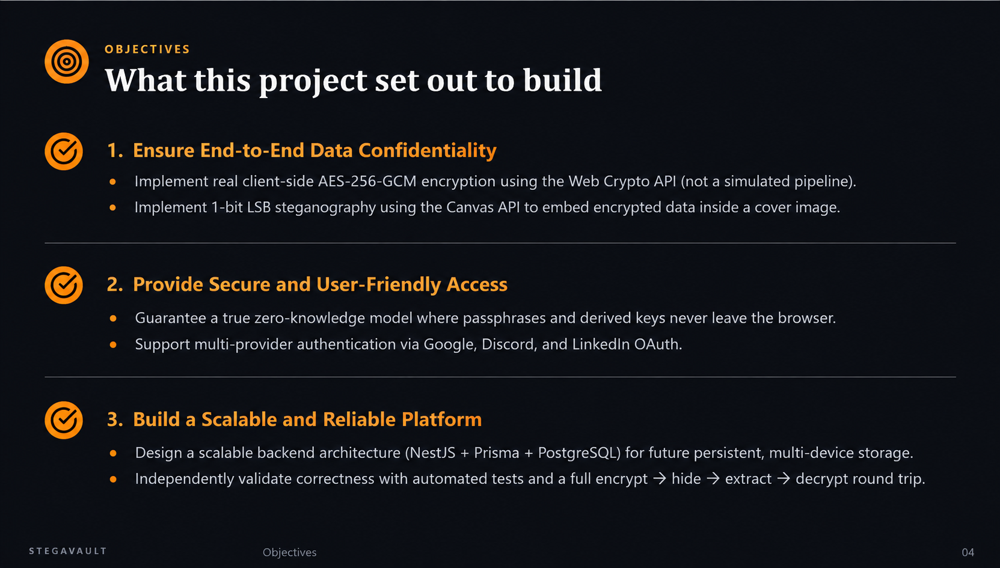 OBJECTIVES
What this project set out to build
1. Ensure End-to-End Data Confidentiality
• Implement real client-side AES-256-GCM encryption using the Web Crypto API (not a simulated pipeline).
• Implement 1-bit LSB steganography using the Canvas API to embed encrypted data inside a cover image.
2. Provide Secure and User-Friendly Access
• Guarantee a true zero-knowledge model where passphrases and derived keys never leave the browser.
• Support multi-provider authentication via Google, Discord, and LinkedIn OAuth.
3. Build a Scalable and Reliable Platform
• Design a scalable backend architecture (NestJS + Prisma + PostgreSQL) for future persistent, multi-device storage.
• Independently validate correctness with automated tests and a full encrypt → hide → extract → decrypt round trip.
STEGAVAULT
Objectives
04